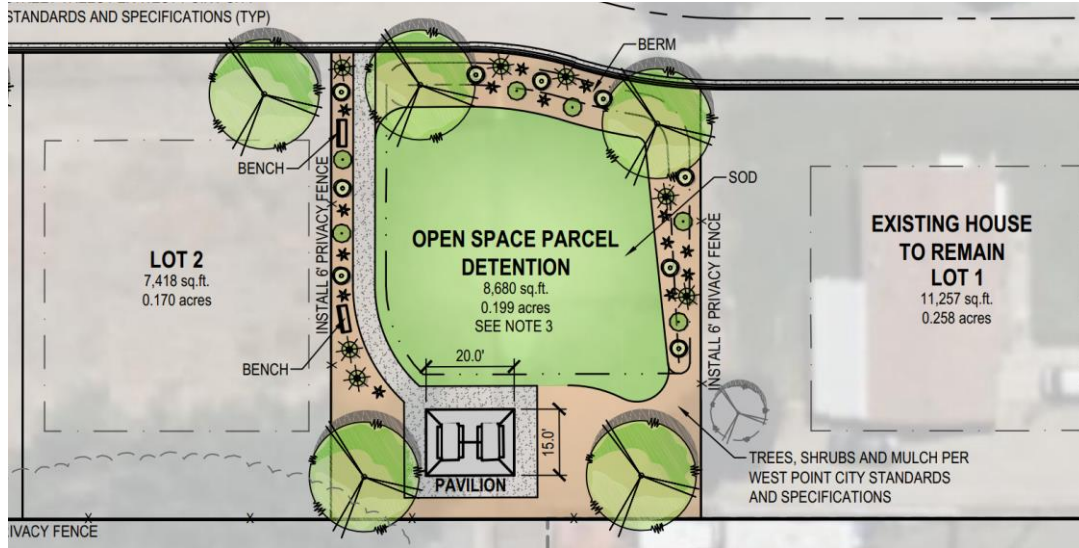 STANDARDS AND SPECIFICATIONS (TYP)
BERM
BENCH
SOD
INSTALL 6' PRIVACY FENCE
OPEN SPACE PARCEL
DETENTION
8,680 sq.ft.
0.199 acres
SEE NOTE 3
LOT 2
7,418 sq.ft.
0.170 acres
EXISTING HOUSE
TO REMAIN
LOT 1
11,257 sq.ft.
0.258 acres
INSTALL 6' PRIVACY FENCE
20.0'
BENCH
15.0'
PAVILION
TREES, SHRUBS AND MULCH PER
WEST POINT CITY STANDARDS
AND SPECIFICATIONS
FENCE